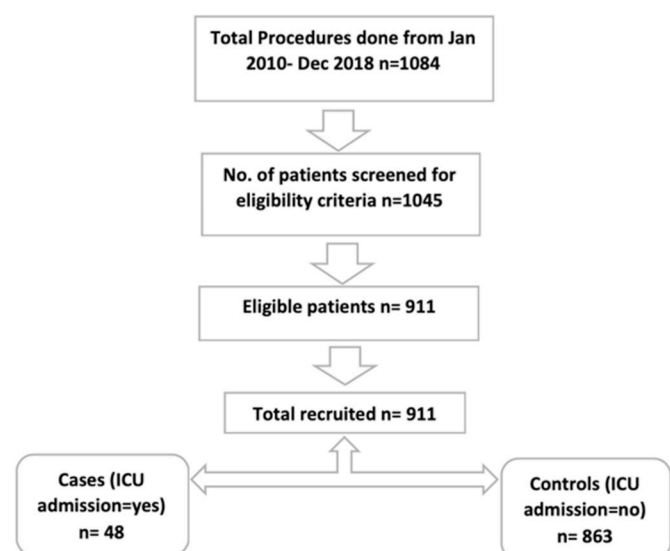 Total Procedures done from Jan
2010- Dec 2018 n=1084
No. of patients screened for
eligibility criteria n=1045
Eligible patients n= 911
Total recruited n= 911
Cases (ICU
admission=yes)
n= 48
Controls (ICU
admission=no)
n= 863